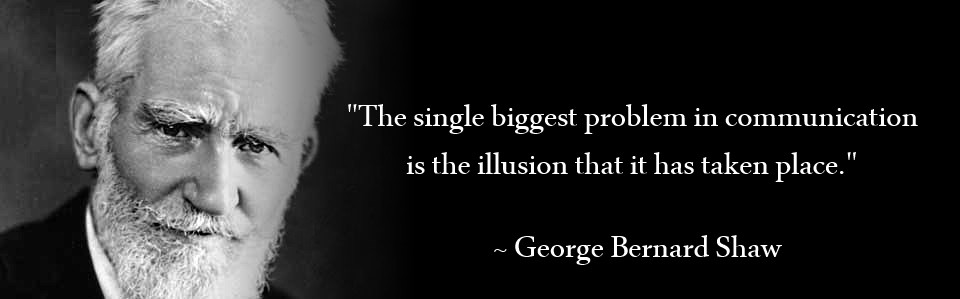 "The single biggest problem in communication
is the illusion that it has taken place."
~ George Bernard Shaw